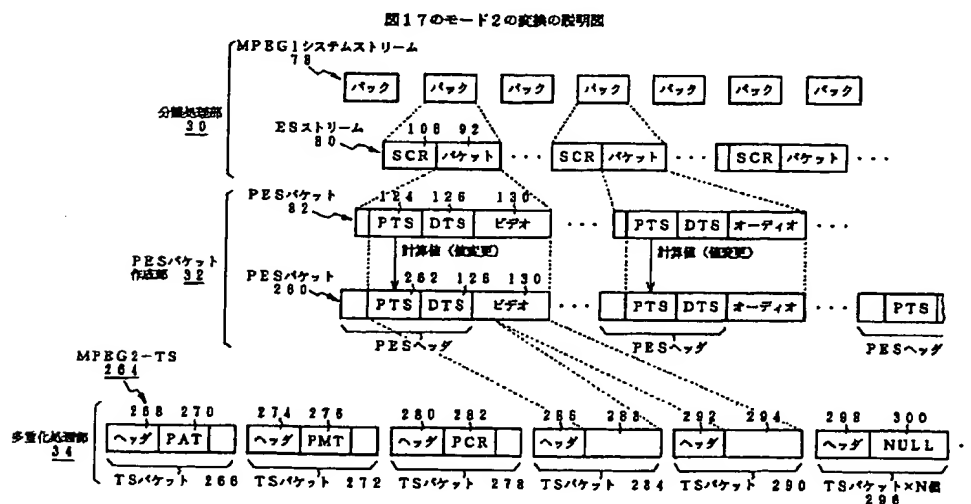 図17のモード2の変換の説明図
MPEG1システムストリーム
78
パック パック パック パック パック パック パック
分離処理部
30
ESストリーム
80
108 92
SCR パケット ・・・ SCR パケット ・・・ SCR パケット ・・・
PESパケット
82
124 126 130
PTS DTS ビデオ ・・・ PTS DTS オーディオ ・・・
計算値(値変更) 計算値(値変更)
PESパケット
作成部 32
PESパケット
260
262 126 130
PTS DTS ビデオ ・・・ PTS DTS オーディオ ・・・ PTS
PESヘッダ PESヘッダ PESヘッダ
MPEG2-TS
264
多重化処理部
34
268 270 274 276 280 282 286 288 292 294 298 300
ヘッダ PAT ヘッダ PMT ヘッダ PCR ヘッダ ヘッダ ヘッダ NULL
TSパケット 266 TSパケット 272 TSパケット 278 TSパケット 284 TSパケット 290 TSパケット×N個
296